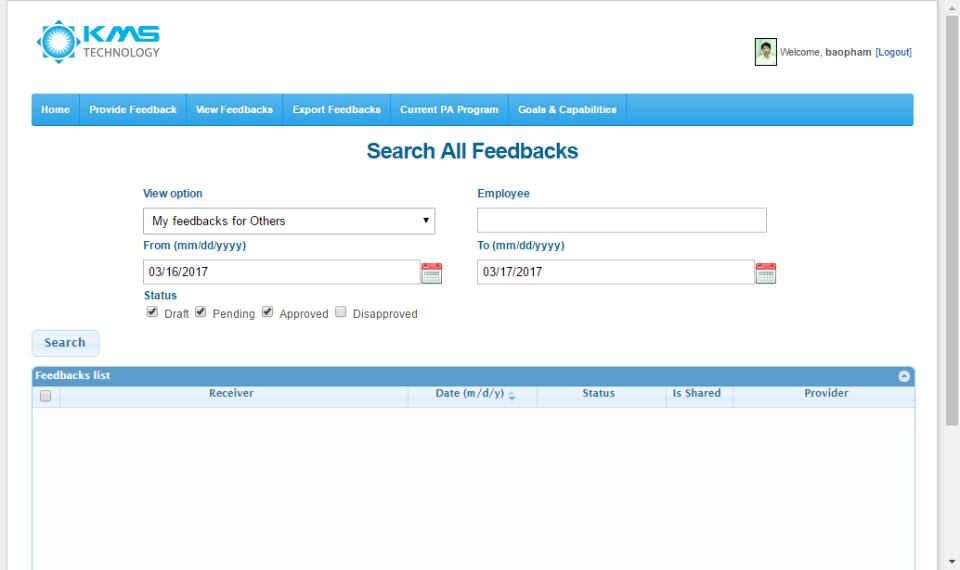 KMS
TECHNOLOGY
Welcome, baopham [Logout]
Home Provide Feedback View Feedbacks Export Feedbacks Current PA Program Goals & Capabilities
Search All Feedbacks
View option Employee
My feedbacks for Others
From (mm/dd/yyyy) To (mm/dd/yyyy)
03/16/2017 03/17/2017
Status
Draft Pending Approved Disapproved
Search
Feedbacks list
Receiver Date (m/d/y) Status Is Shared Provider